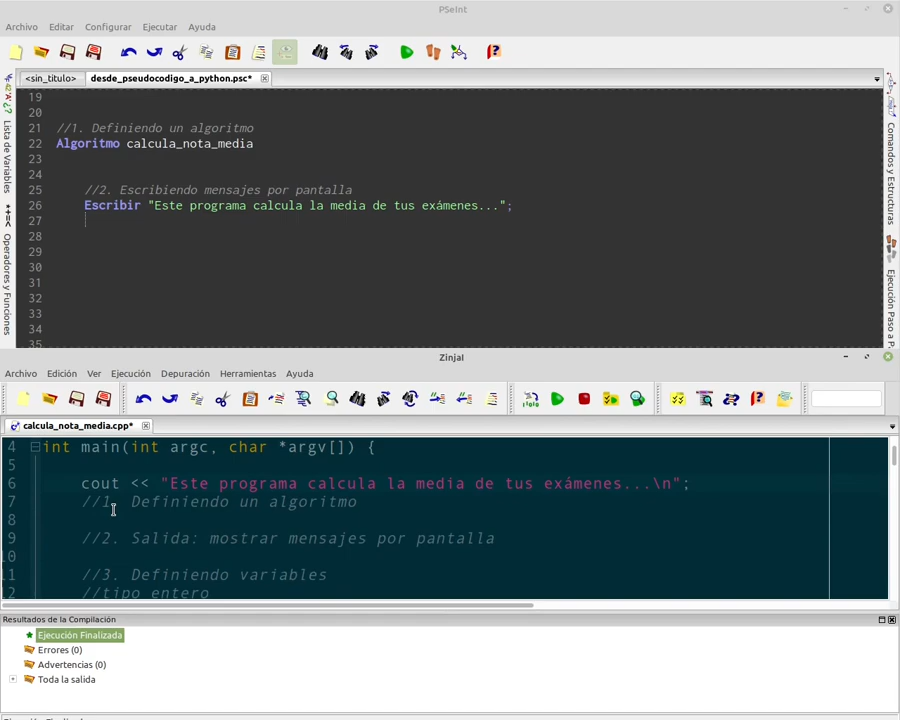 PSeInt
Archivo Editar Configurar Ejecutar Ayuda
<sin_titulo> desde_pseudocodigo_a_python.psc*
Lista de Variables
Operadores y Funciones
Comandos y Estructuras
Ejecución Paso a P.
19
20
21 //1. Definiendo un algoritmo
22 Algoritmo calcula_nota_media
23
24
25 //2. Escribiendo mensajes por pantalla
26 Escribir "Este programa calcula la media de tus exámenes...";
27
28
29
30
31
32
33
34
35
ZinjaI
Archivo Edición Ver Ejecución Depuración Herramientas Ayuda
calcula_nota_media.cpp*
4 int main(int argc, char *argv[]) {
5
6 cout << "Este programa calcula la media de tus exámenes...\n";
7 //1. Definiendo un algoritmo
8
9 //2. Salida: mostrar mensajes por pantalla
10
11 //3. Definiendo variables
12 //tipo entero
Resultados de la Compilación
Ejecución Finalizada
Errores (0)
Advertencias (0)
Toda la salida